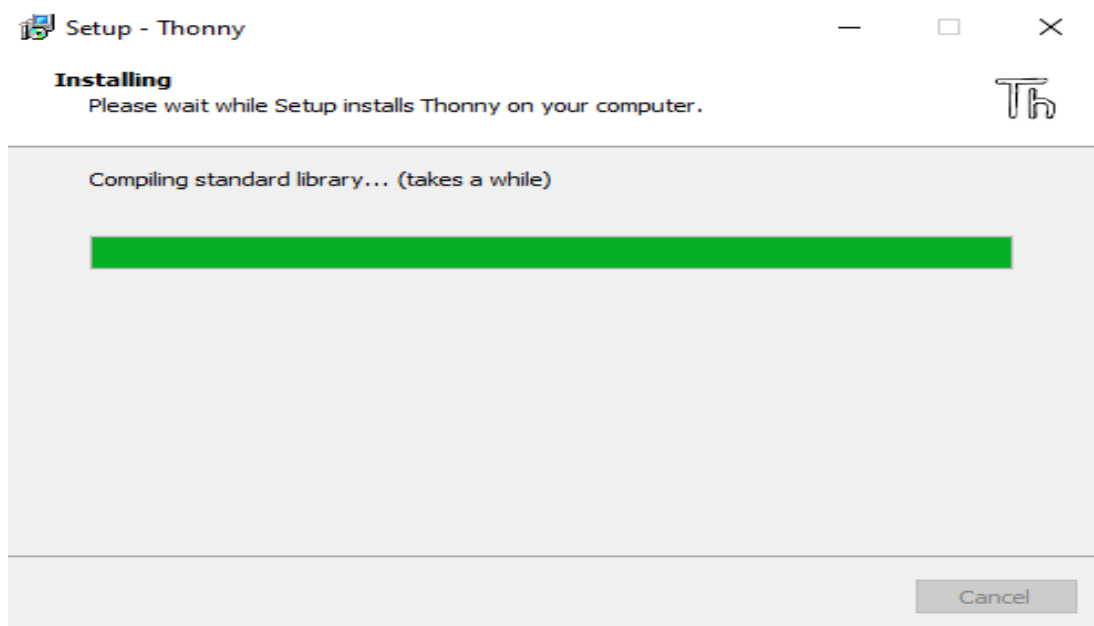 Setup - Thonny
Installing
Please wait while Setup installs Thonny on your computer.
Th
Compiling standard library... (takes a while)
Cancel